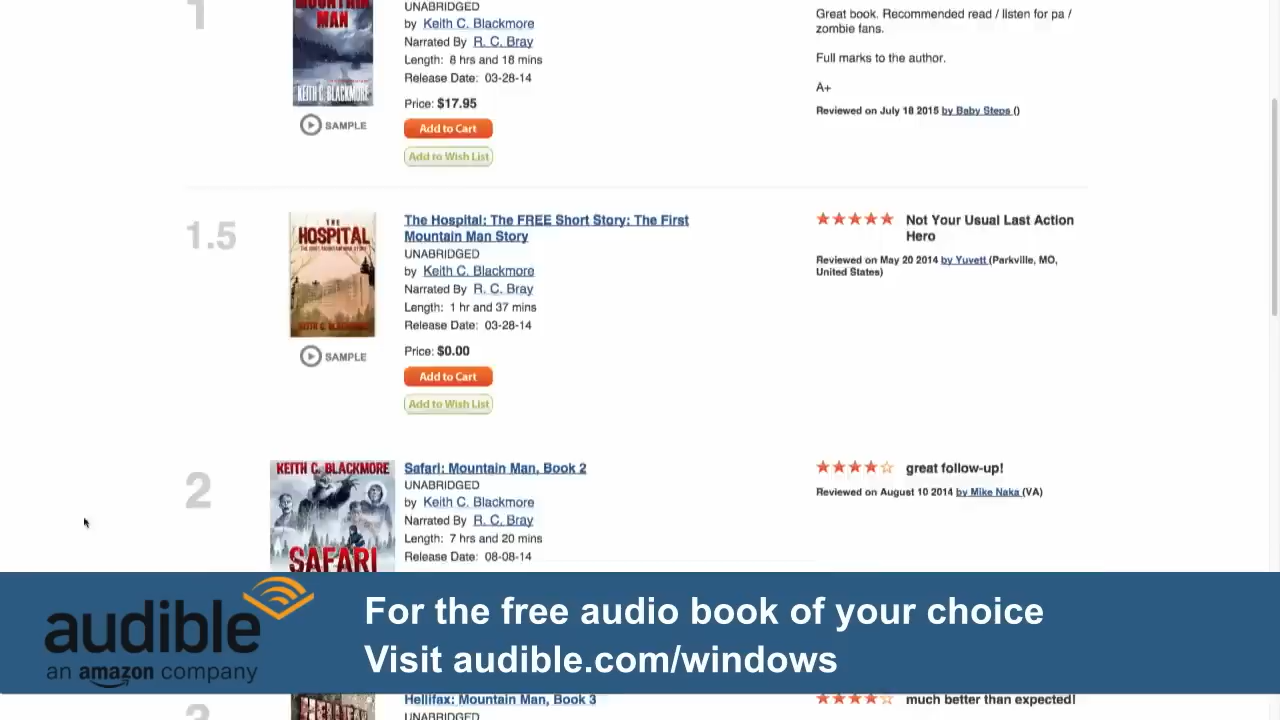 1
MOUNTAIN
MAN
KEITH C. BLACKMORE
SAMPLE
UNABRIDGED
by Keith C. Blackmore
Narrated By R. C. Bray
Length: 8 hrs and 18 mins
Release Date: 03-28-14
Price: $17.95
Add to Cart
Add to Wish List
Great book. Recommended read / listen for pa /
zombie fans.
Full marks to the author.
A+
Reviewed on July 18 2015 by Baby Steps ()
1.5
THE
HOSPITAL
KEITH C. BLACKMORE
SAMPLE
The Hospital: The FREE Short Story: The First
Mountain Man Story
UNABRIDGED
by Keith C. Blackmore
Narrated By R. C. Bray
Length: 1 hr and 37 mins
Release Date: 03-28-14
Price: $0.00
Add to Cart
Add to Wish List
Not Your Usual Last Action
Hero
Reviewed on May 20 2014 by Yuvett (Parkville, MO,
United States)
2
KEITH C. BLACKMORE
SAFARI
Safari: Mountain Man, Book 2
UNABRIDGED
by Keith C. Blackmore
Narrated By R. C. Bray
Length: 7 hrs and 20 mins
Release Date: 08-08-14
great follow-up!
Reviewed on August 10 2014 by Mike Naka (VA)
audible
an amazon company
For the free audio book of your choice
Visit audible.com/windows
3
Hellifax: Mountain Man, Book 3
UNABRIDGED
much better than expected!